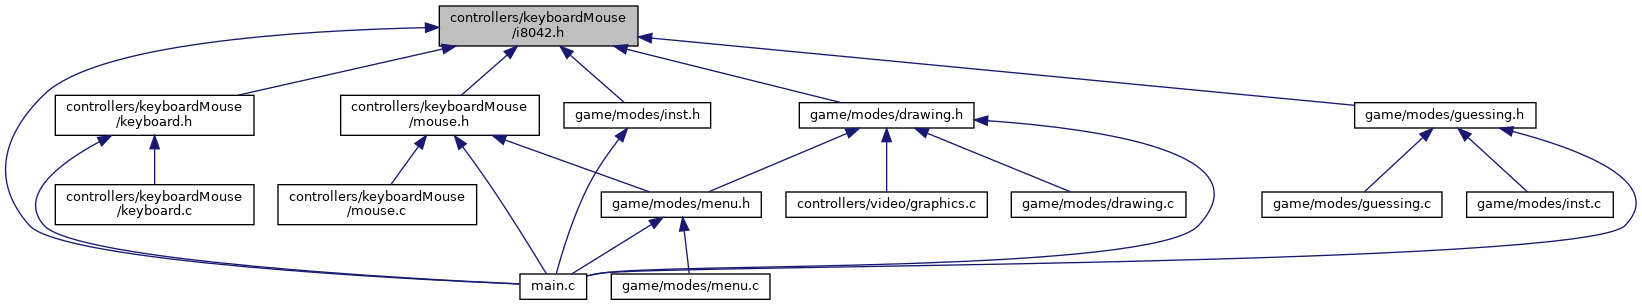 controllers/keyboardMouse
/i8042.h
controllers/keyboardMouse
/keyboard.h
controllers/keyboardMouse
/mouse.h
game/modes/inst.h
game/modes/drawing.h
game/modes/guessing.h
controllers/keyboardMouse
/keyboard.c
controllers/keyboardMouse
/mouse.c
game/modes/menu.h
controllers/video/graphics.c
game/modes/drawing.c
game/modes/guessing.c
game/modes/inst.c
main.c
game/modes/menu.c